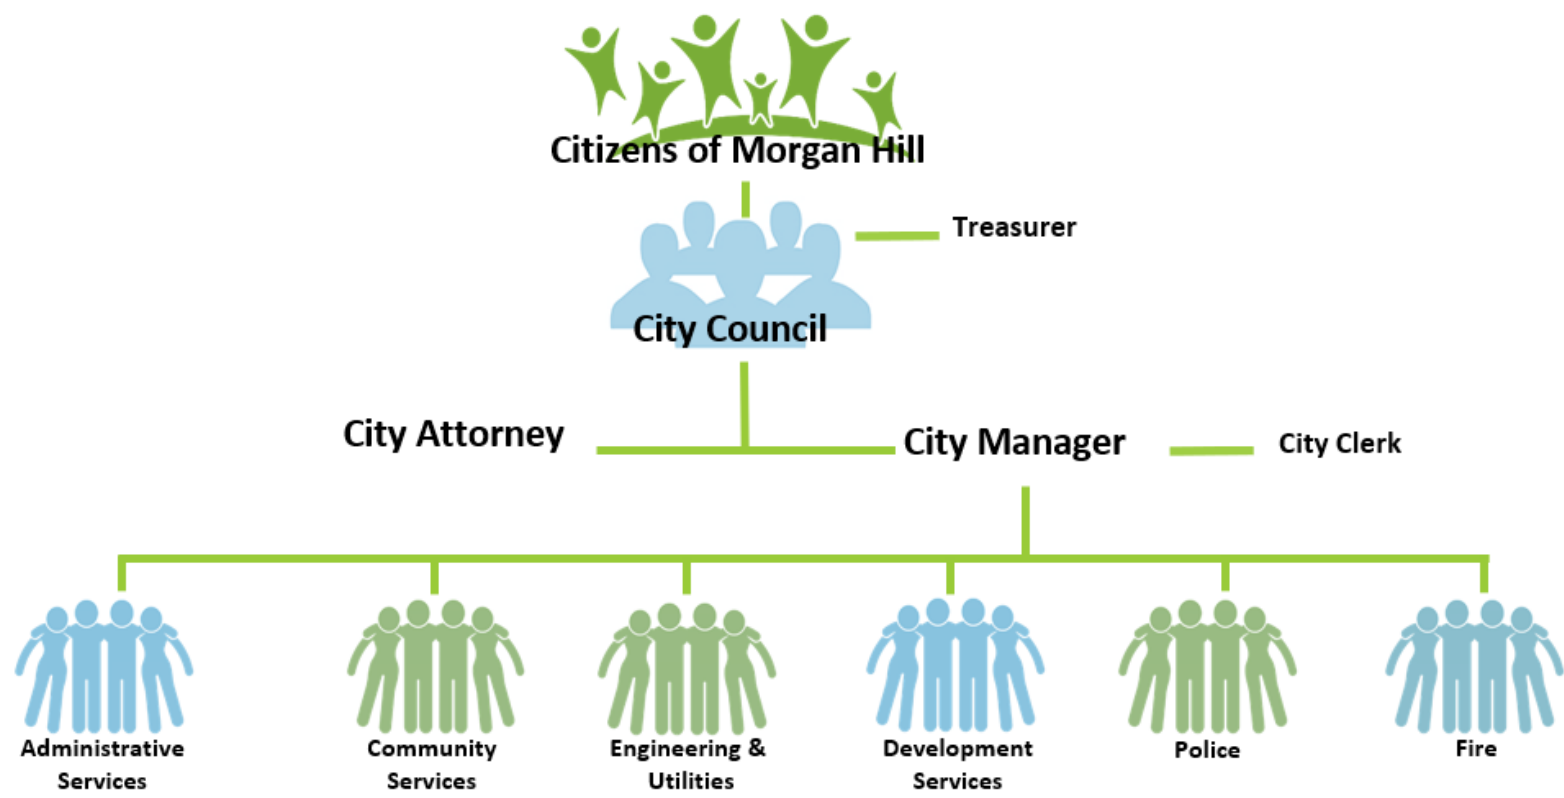 Citizens of Morgan Hill
Treasurer
City Council
City Attorney
City Manager
City Clerk
Administrative
Services
Community
Services
Engineering &
Utilities
Development
Services
Police
Fire